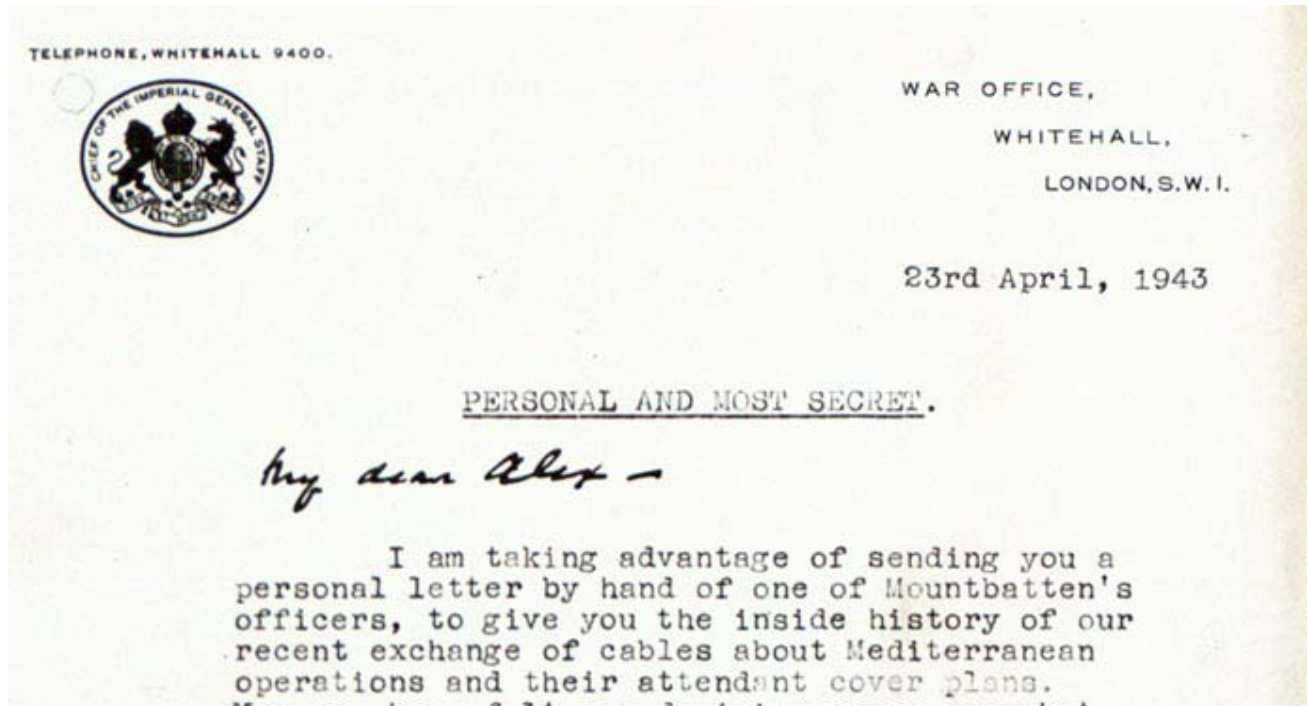 TELEPHONE, WHITEHALL 9400.
CHIEF OF THE IMPERIAL GENERAL STAFF
WAR OFFICE,
WHITEHALL,
LONDON, S.W.1.
23rd April, 1943
PERSONAL AND MOST SECRET.
My dear Alex —
I am taking advantage of sending you a
personal letter by hand of one of Mountbatten's
officers, to give you the inside history of our
recent exchange of cables about Mediterranean
operations and their attendant cover plans.